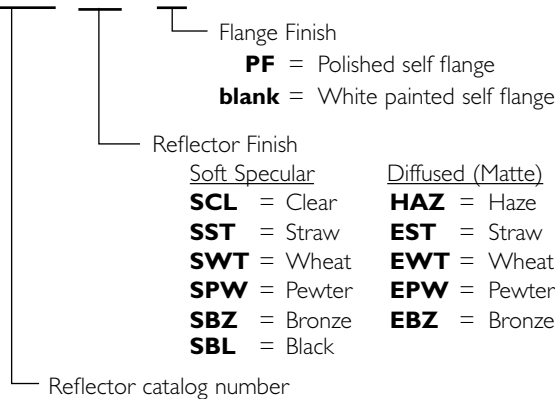 Flange Finish
PF = Polished self flange
blank = White painted self flange
Reflector Finish
Soft Specular Diffused (Matte)
SCL = Clear HAZ = Haze
SST = Straw EST = Straw
SWT = Wheat EWT = Wheat
SPW = Pewter EPW = Pewter
SBZ = Bronze EBZ = Bronze
SBL = Black
Reflector catalog number